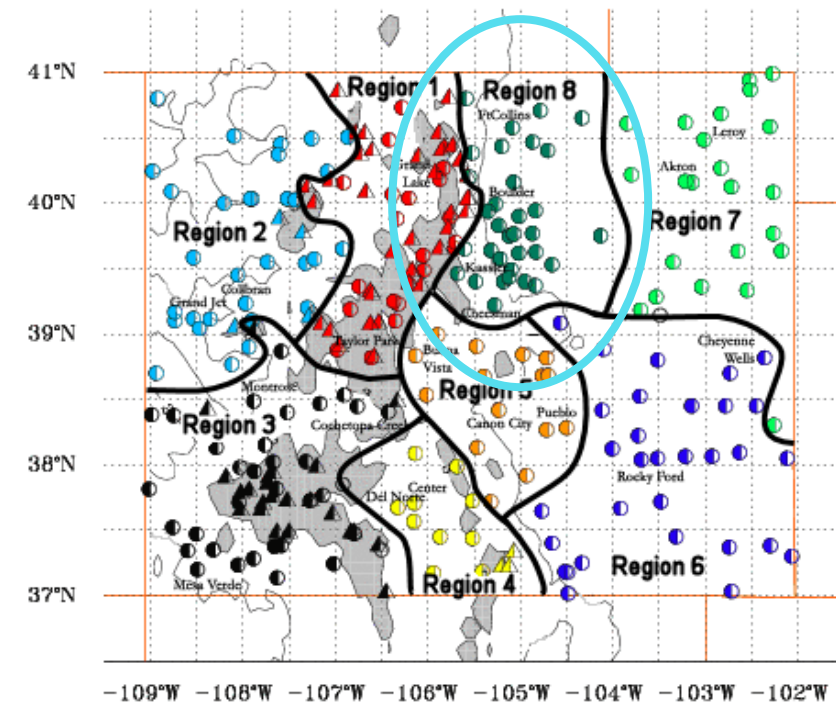 41°N
Region 1
Region 8
FtCollins
Leroy
Grand
Lake
Akron
40°N
Boulder
Region 2
Region 7
Kassler
Collbran
Grand Jct
Cheesman
39°N
Taylor Park
Buena
Vista
Cheyenne
Wells
Montrose
Region 5
Region 3
Cochetopa Creek
Canon City
Pueblo
38°N
Rocky Ford
Del Norte
Center
Mesa Verde
Region 4
Region 6
37°N
-109°W -108°W -107°W -106°W -105°W -104°W -103°W -102°W